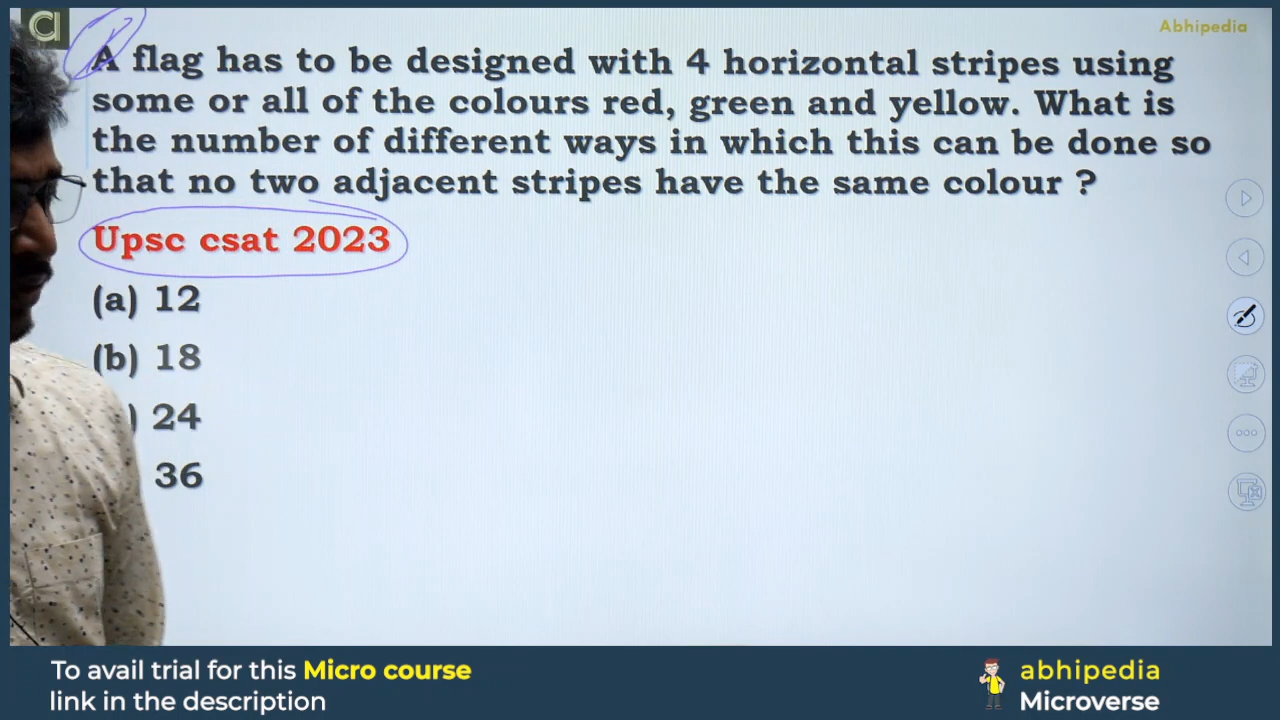 CI
Abhipedia
A flag has to be designed with 4 horizontal stripes using
some or all of the colours red, green and yellow. What is
the number of different ways in which this can be done so
that no two adjacent stripes have the same colour ?
Upsc csat 2023
(a) 12
(b) 18
) 24
36
To avail trial for this Micro course
link in the description
abhipedia
Microverse